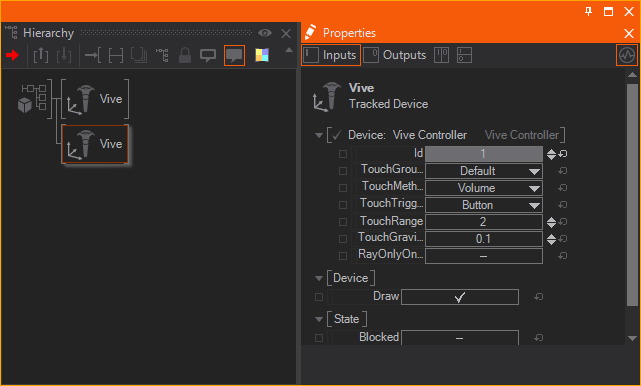 Hierarchy
Vive
Vive
Properties
Inputs
Outputs
Vive
Tracked Device
Device: Vive Controller Vive Controller
Id 1
TouchGrou... Default
TouchMeth... Volume
TouchTrigg... Button
TouchRange 2
TouchGravi... 0.1
RayOnlyOn... –
Device
Draw ✓
State
Blocked –